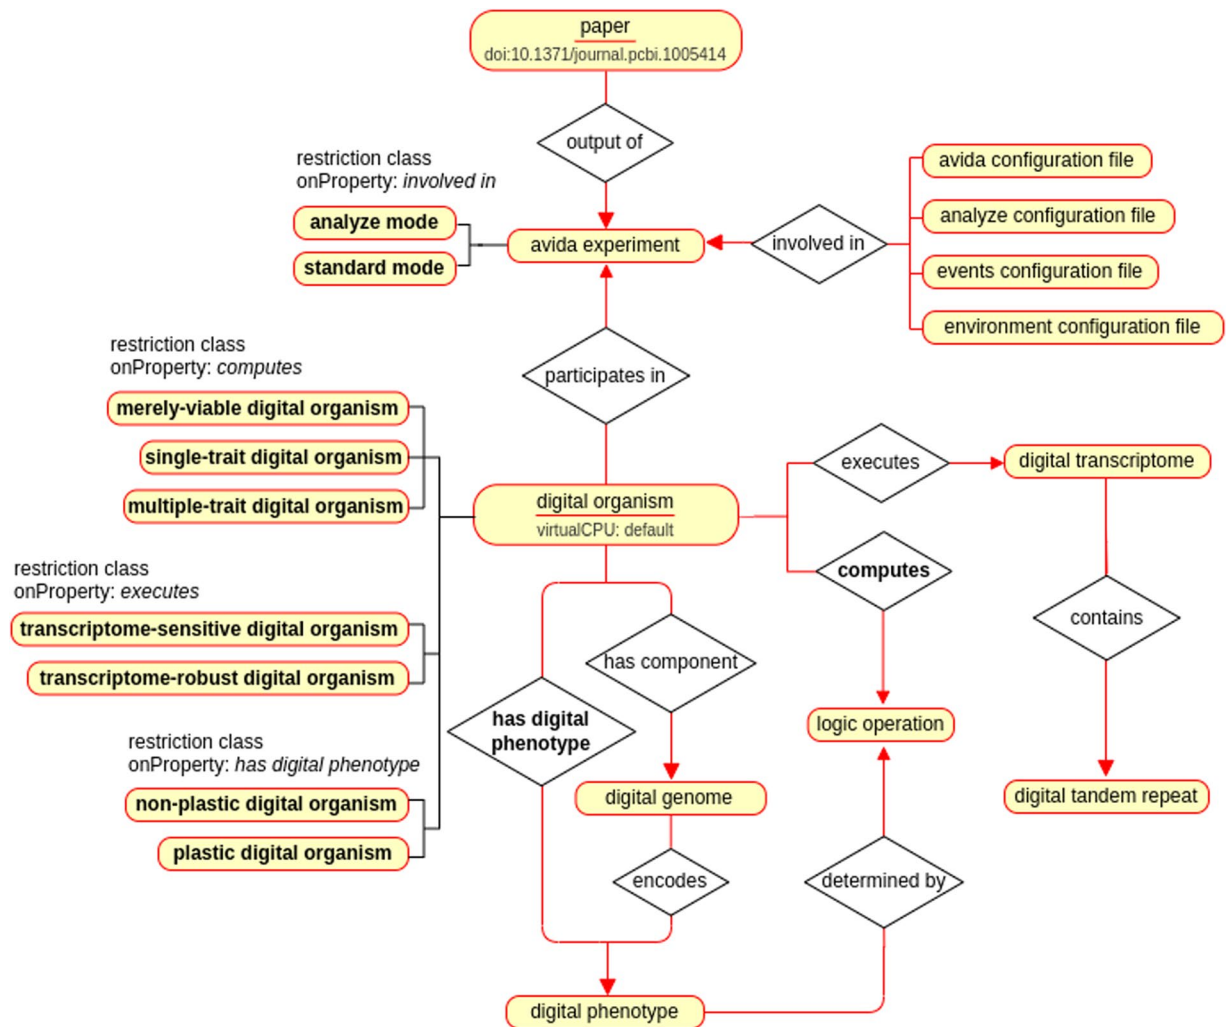 paper
doi:10.1371/journal.pcbi.1005414
output of
restriction class
onProperty: involved in
analyze mode
standard mode
avida experiment
involved in
avida configuration file
analyze configuration file
events configuration file
environment configuration file
participates in
restriction class
onProperty: computes
merely-viable digital organism
single-trait digital organism
multiple-trait digital organism
digital organism
virtualCPU: default
executes
digital transcriptome
computes
contains
restriction class
onProperty: executes
transcriptome-sensitive digital organism
transcriptome-robust digital organism
has component
has digital
phenotype
logic operation
restriction class
onProperty: has digital phenotype
non-plastic digital organism
plastic digital organism
digital genome
digital tandem repeat
encodes
determined by
digital phenotype